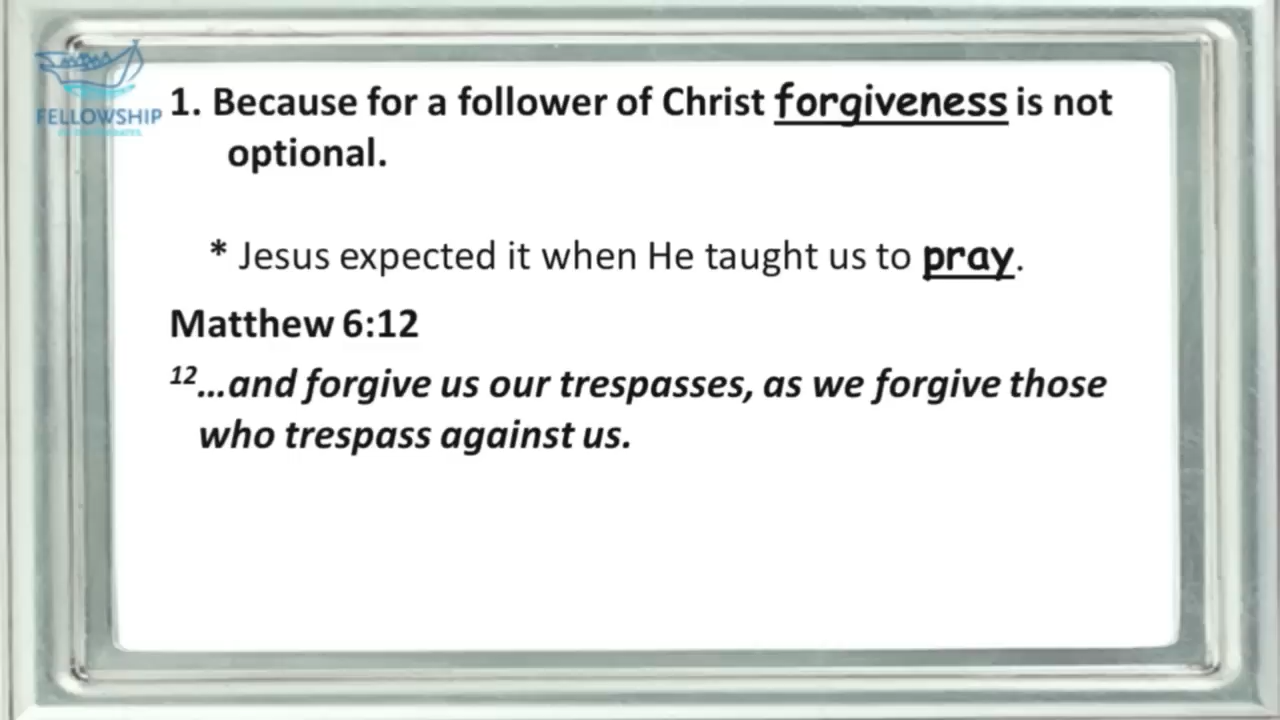 FELLOWSHIP
1. Because for a follower of Christ forgiveness is not
optional.
* Jesus expected it when He taught us to pray.
Matthew 6:12
12...and forgive us our trespasses, as we forgive those
who trespass against us.